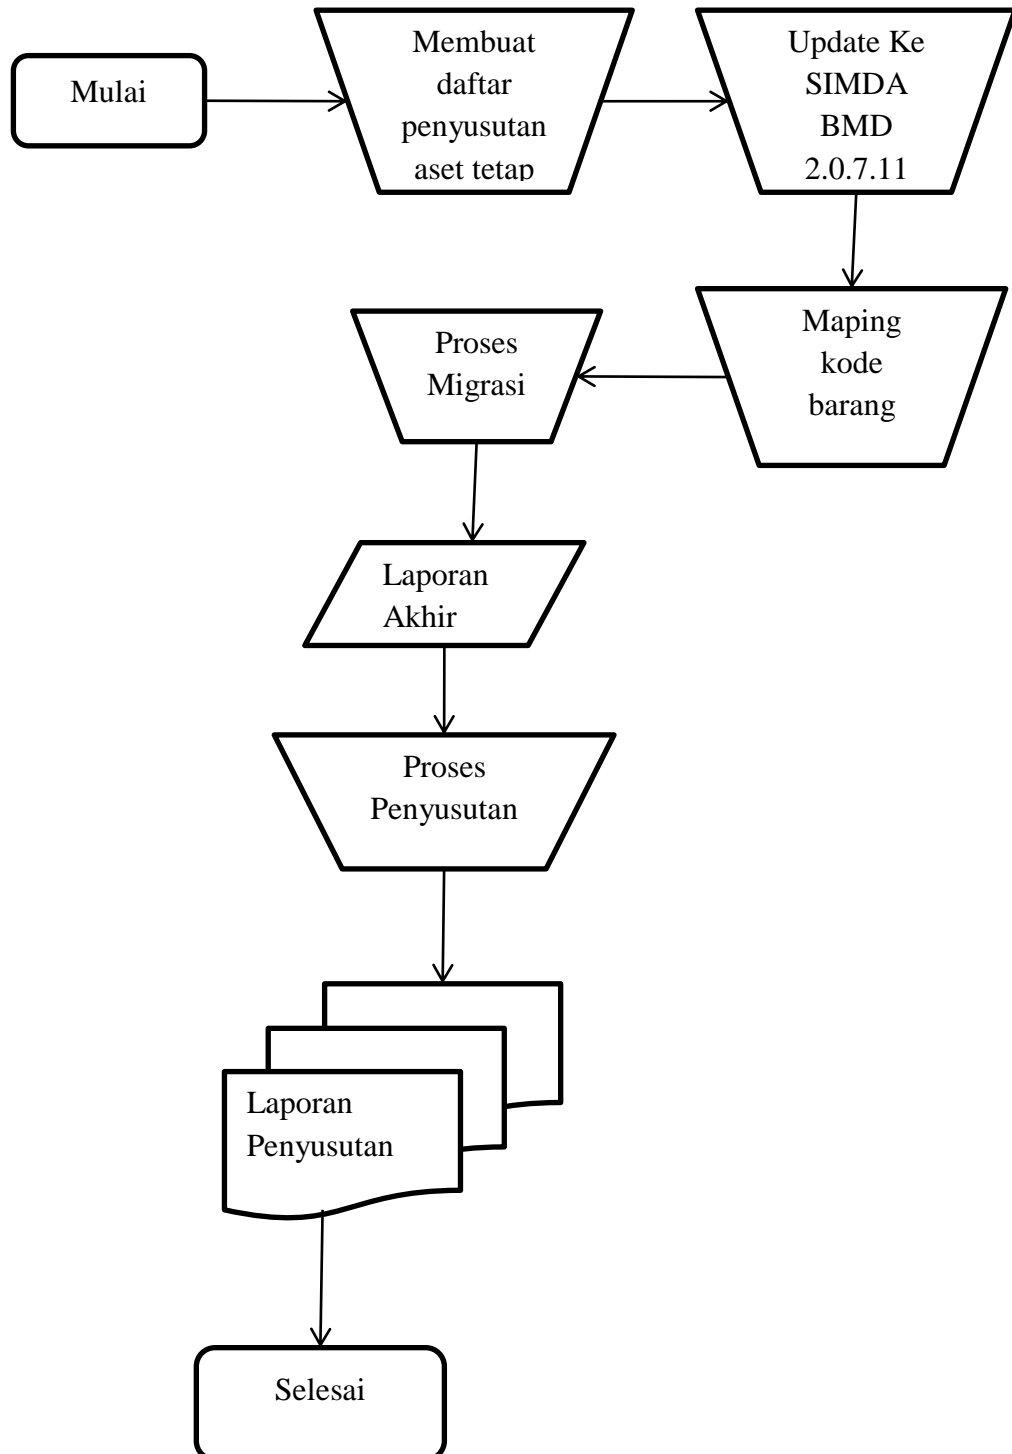 Mulai
Membuat
daftar
penyusutan
aset tetap
Update Ke
SIMDA
BMD
2.0.7.11
Maping
kode
barang
Proses
Migrasi
Laporan
Akhir
Proses
Penyusutan
Laporan
Penyusutan
Selesai